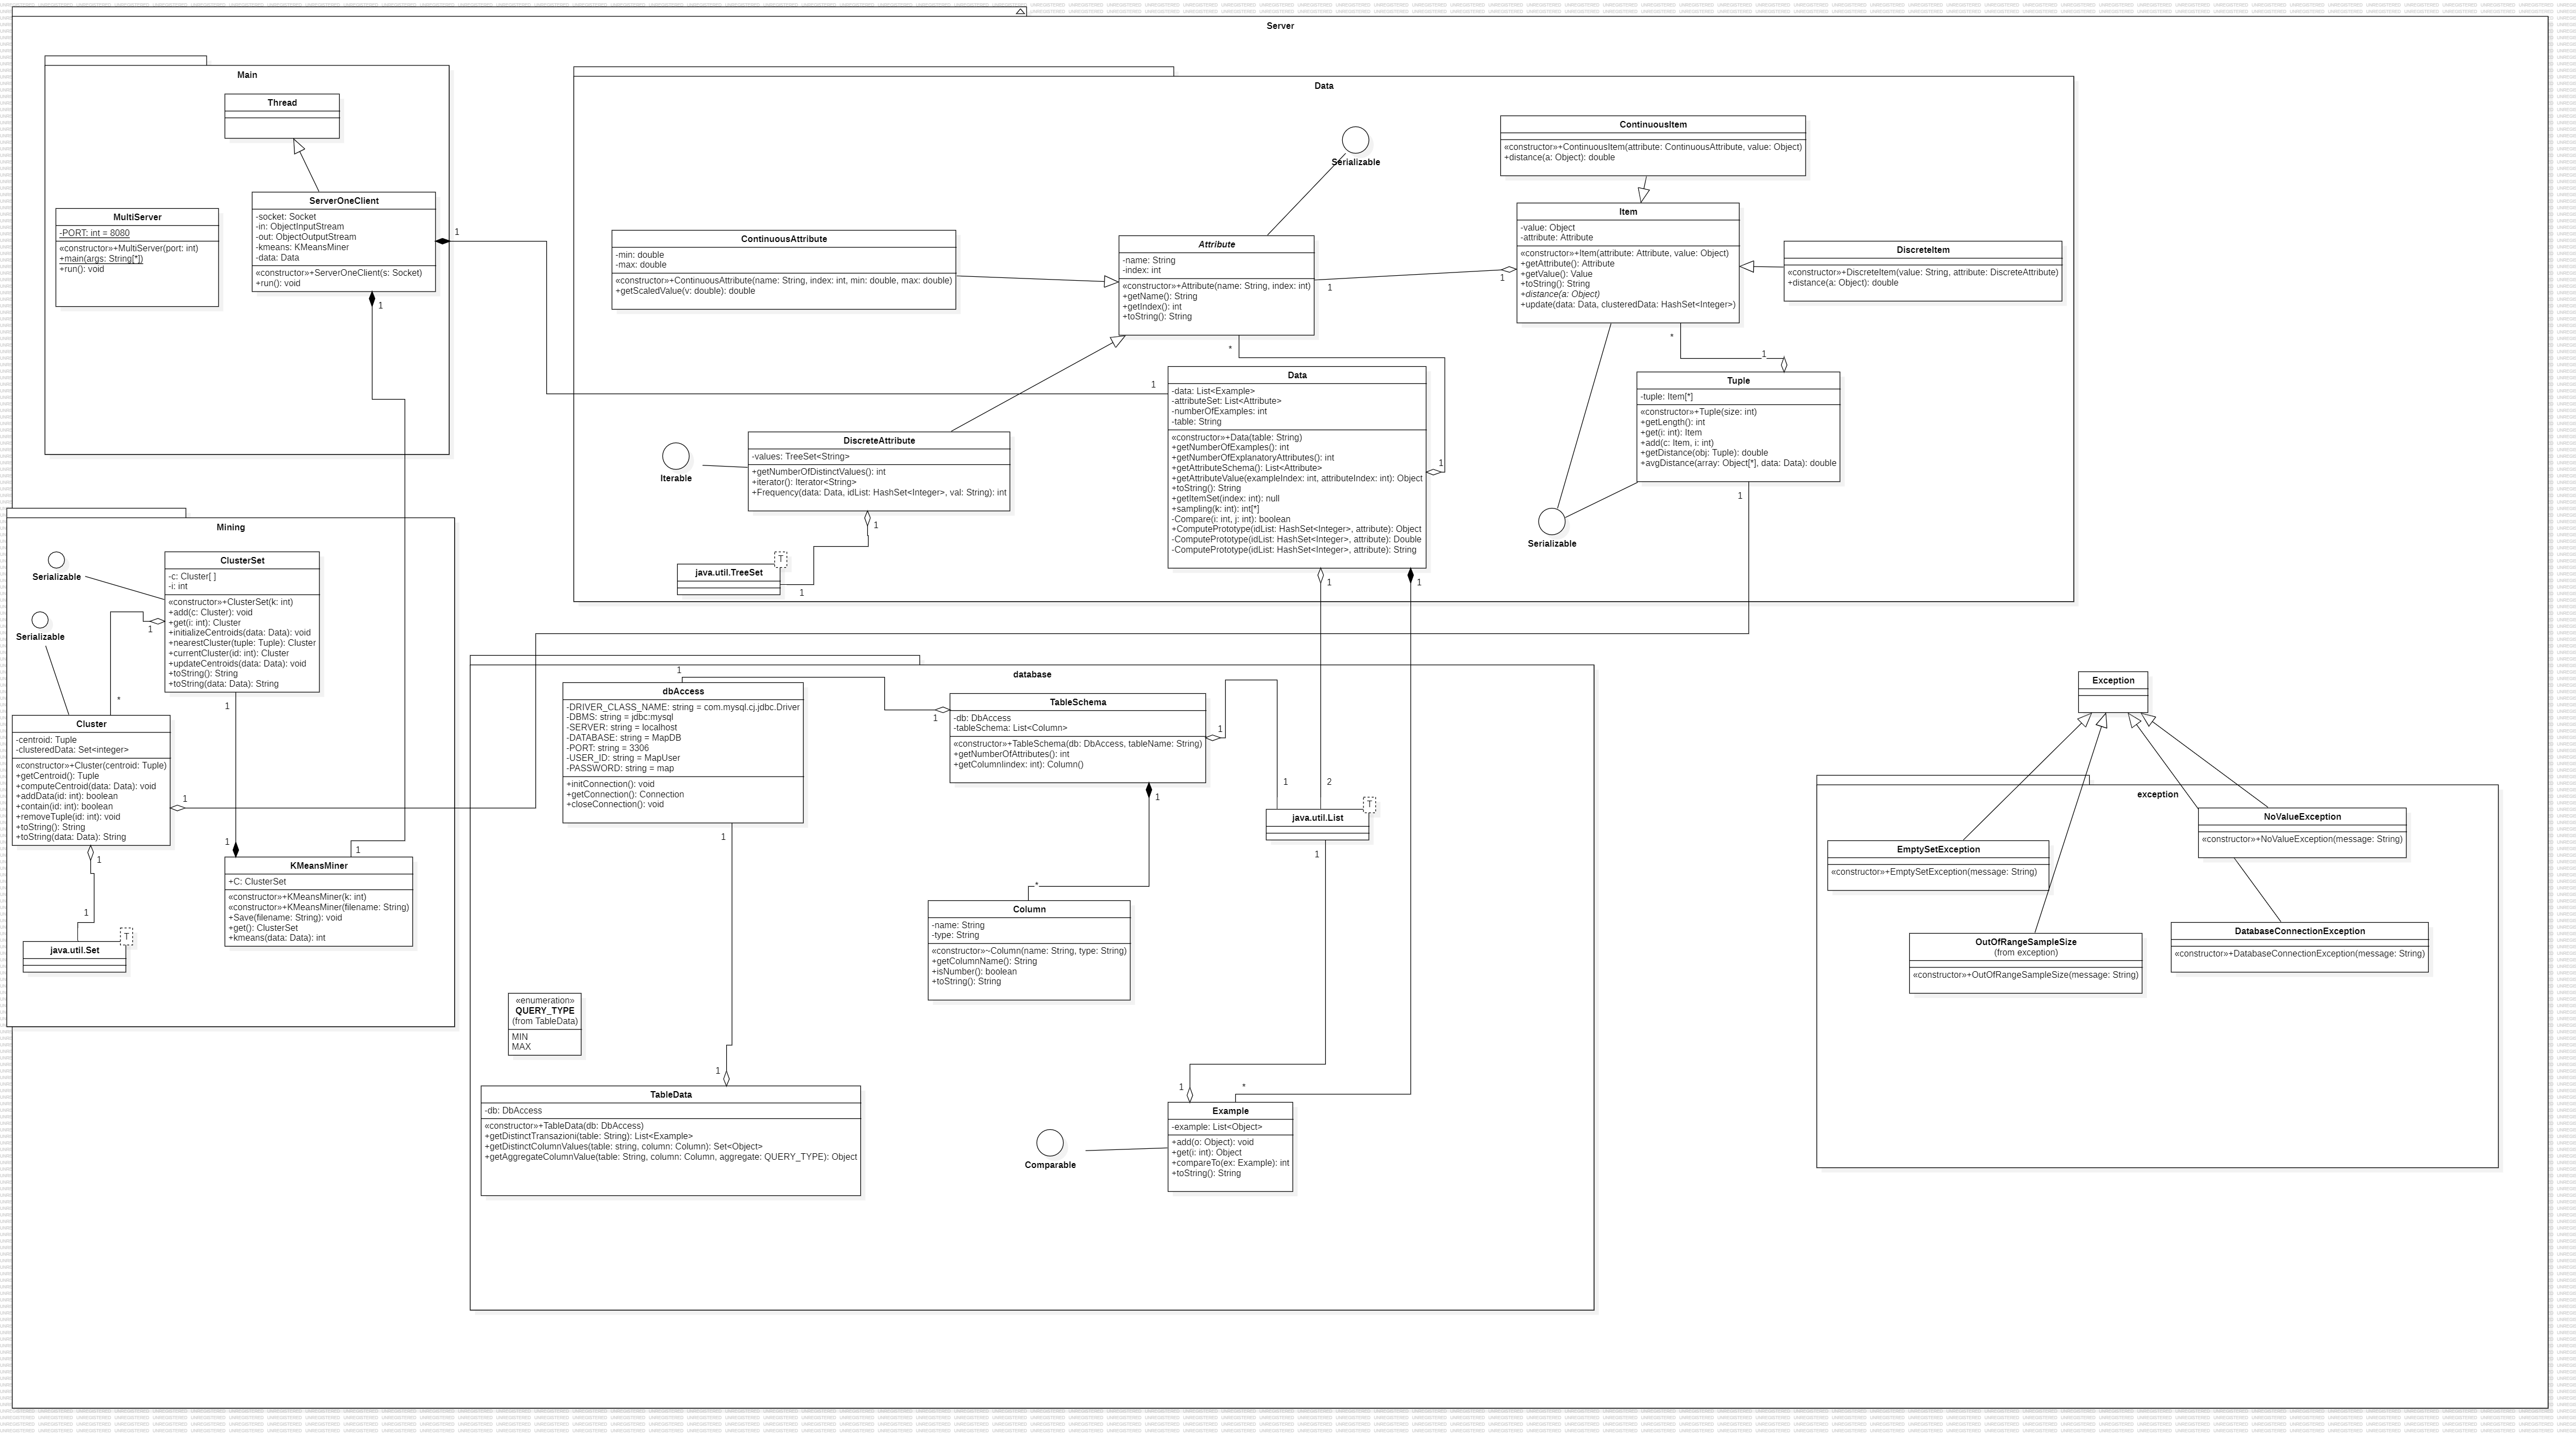 Server
Main
Thread
MultiServer
-PORT: int = 8080
«constructor»+MultiServer(port: int)
+main(args: String[*])
+run(): void
ServerOneClient
-socket: Socket
-in: ObjectInputStream
-out: ObjectOutputStream
-kmeans: KMeansMiner
-data: Data
«constructor»+ServerOneClient(s: Socket)
+run(): void
1
1
Data
Serializable
ContinuousItem
«constructor»+ContinuousItem(attribute: ContinuousAttribute, value: Object)
+distance(a: Object): double
ContinuousAttribute
-min: double
-max: double
«constructor»+ContinuousAttribute(name: String, index: int, min: double, max: double)
+getScaledValue(v: double): double
Attribute
-name: String
-index: int
«constructor»+Attribute(name: String, index: int)
+getName(): String
+getIndex(): int
+toString(): String
1
1
*
Item
-value: Object
-attribute: Attribute
«constructor»+Item(attribute: Attribute, value: Object)
+getAttribute(): Attribute
+getValue(): Value
+toString(): String
+distance(a: Object)
+update(data: Data, clusteredData: HashSet<Integer>)
DiscreteItem
«constructor»+DiscreteItem(value: String, attribute: DiscreteAttribute)
+distance(a: Object): double
*
1
Tuple
-tuple: Item[*]
«constructor»+Tuple(size: int)
+getLength(): int
+get(i: int): Item
+add(c: Item, i: int)
+getDistance(obj: Tuple): double
+avgDistance(array: Object[*], data: Data): double
1
Serializable
1
Data
-data: List<Example>
-attributeSet: List<Attribute>
-numberOfExamples: int
-table: String
«constructor»+Data(table: String)
+getNumberOfExamples(): int
+getNumberOfExplanatoryAttributes(): int
+getAttributeSchema(): List<Attribute>
+getAttributeValue(exampleIndex: int, attributeIndex: int): Object
+toString(): String
+getItemSet(index: int): null
+sampling(k: int): int[*]
-Compare(i: int, j: int): boolean
+ComputePrototype(idList: HashSet<Integer>, attribute): Object
-ComputePrototype(idList: HashSet<Integer>, attribute): Double
-ComputePrototype(idList: HashSet<Integer>, attribute): String
1
1
1
Iterable
DiscreteAttribute
-values: TreeSet<String>
+getNumberOfDistinctValues(): int
+iterator(): Iterator<String>
+Frequency(data: Data, idList: HashSet<Integer>, val: String): int
1
T
java.util.TreeSet
1
Mining
Serializable
Serializable
ClusterSet
-c: Cluster[ ]
-i: int
«constructor»+ClusterSet(k: int)
+add(c: Cluster): void
+get(i: int): Cluster
+initializeCentroids(data: Data): void
+nearestCluster(tuple: Tuple): Cluster
+currentCluster(id: int): Cluster
+updateCentroids(data: Data): void
+toString(): String
+toString(data: Data): String
1
*
1
Cluster
-centroid: Tuple
-clusteredData: Set<integer>
«constructor»+Cluster(centroid: Tuple)
+getCentroid(): Tuple
+computeCentroid(data: Data): void
+addData(id: int): boolean
+contain(id: int): boolean
+removeTuple(id: int): void
+toString(): String
+toString(data: Data): String
1
1
1
T
java.util.Set
1
1
KMeansMiner
+C: ClusterSet
«constructor»+KMeansMiner(k: int)
«constructor»+KMeansMiner(filename: String)
+Save(filename: String): void
+get(): ClusterSet
+kmeans(data: Data): int
database
1
dbAccess
-DRIVER_CLASS_NAME: string = com.mysql.cj.jdbc.Driver
-DBMS: string = jdbc:mysql
-SERVER: string = localhost
-DATABASE: string = MapDB
-PORT: string = 3306
-USER_ID: string = MapUser
-PASSWORD: string = map
+initConnection(): void
+getConnection(): Connection
+closeConnection(): void
1
1
TableSchema
-db: DbAccess
-tableSchema: List<Column>
«constructor»+TableSchema(db: DbAccess, tableName: String)
+getNumberOfAttributes(): int
+getColumn(index: int): Column()
1
1
*
1
2
T
java.util.List
1
Column
-name: String
-type: String
«constructor»~Column(name: String, type: String)
+getColumnName(): String
+isNumber(): boolean
+toString(): String
«enumeration»
QUERY_TYPE
(from TableData)
MIN
MAX
1
TableData
-db: DbAccess
«constructor»+TableData(db: DbAccess)
+getDistinctTransazioni(table: String): List<Example>
+getDistinctColumnValues(table: string, column: Column): Set<Object>
+getAggregateColumnValue(table: String, column: Column, aggregate: QUERY_TYPE): Object
Comparable
1
*
Example
-example: List<Object>
+add(o: Object): void
+get(i: int): Object
+compareTo(ex: Example): int
+toString(): String
Exception
exception
EmptySetException
«constructor»+EmptySetException(message: String)
NoValueException
«constructor»+NoValueException(message: String)
OutOfRangeSampleSize
(from exception)
«constructor»+OutOfRangeSampleSize(message: String)
DatabaseConnectionException
«constructor»+DatabaseConnectionException(message: String)